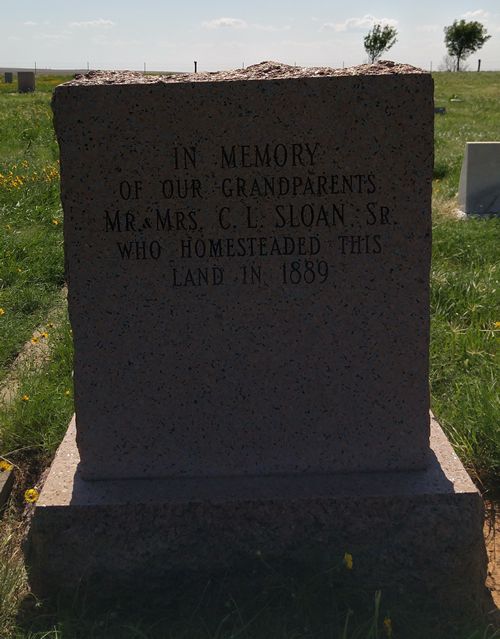 IN MEMORY
OF OUR GRANDPARENTS
MR. & MRS. C. L. SLOAN SR.
WHO HOMESTEADED THIS
LAND IN 1889